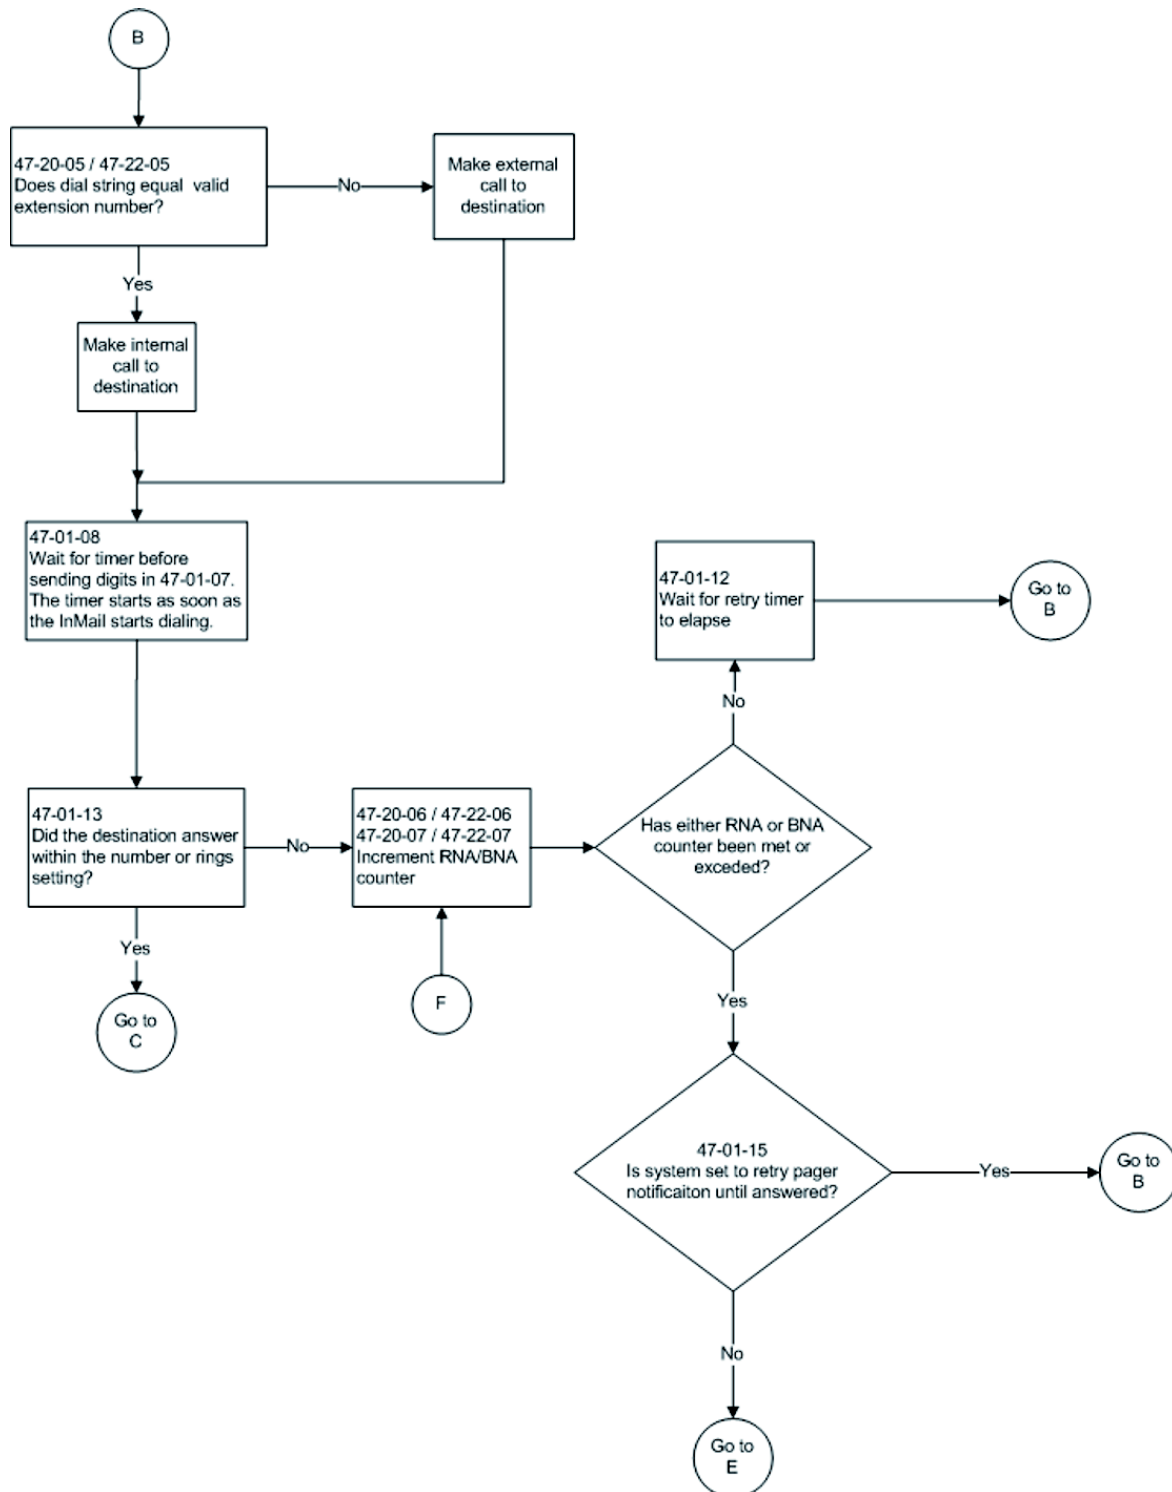 B
47-20-05 / 47-22-05
Does dial string equal valid
extension number?
No
Make external
call to
destination
Yes
Make internal
call to
destination
47-01-08
Wait for timer before
sending digits in 47-01-07.
The timer starts as soon as
the InMail starts dialing.
47-01-12
Wait for retry timer
to elapse
Go to
B
No
47-01-13
Did the destination answer
within the number or rings
setting?
No
47-20-06 / 47-22-06
47-20-07 / 47-22-07
Increment RNA/BNA
counter
Has either RNA or BNA
counter been met or
exceded?
Yes
Go to
C
F
Yes
47-01-15
Is system set to retry pager
notificaiton until answered?
Yes
Go to
B
No
Go to
E